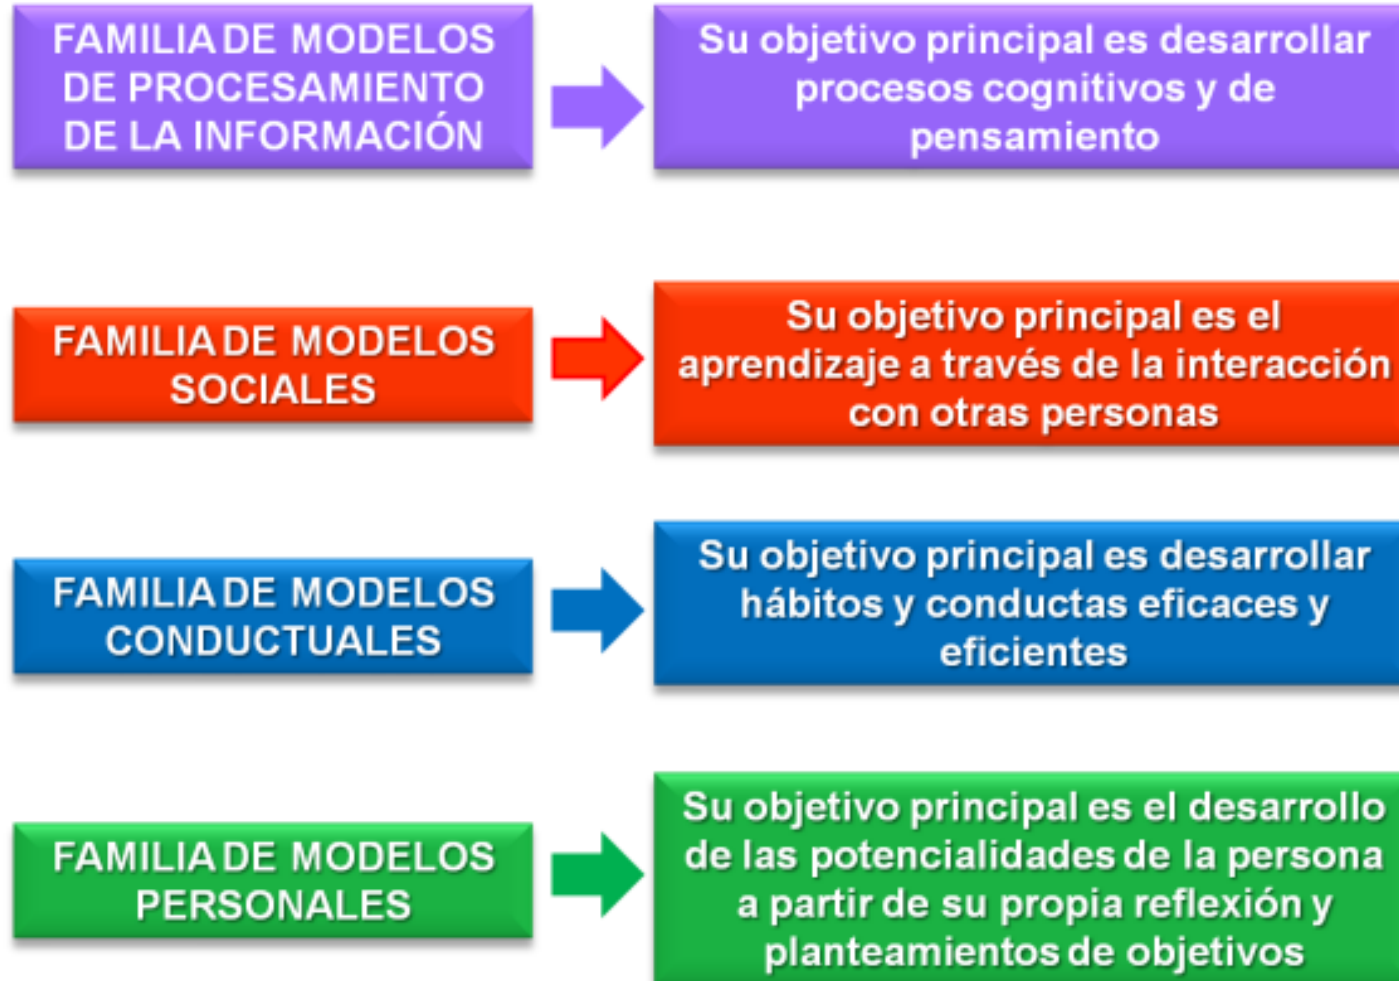 FAMILIA DE MODELOS
DE PROCESAMIENTO
DE LA INFORMACIÓN
Su objetivo principal es desarrollar
procesos cognitivos y de
pensamiento
FAMILIA DE MODELOS
SOCIALES
Su objetivo principal es el
aprendizaje a través de la interacción
con otras personas
FAMILIA DE MODELOS
CONDUCTUALES
Su objetivo principal es desarrollar
hábitos y conductas eficaces y
eficientes
FAMILIA DE MODELOS
PERSONALES
Su objetivo principal es el desarrollo
de las potencialidades de la persona
a partir de su propia reflexión y
planteamientos de objetivos